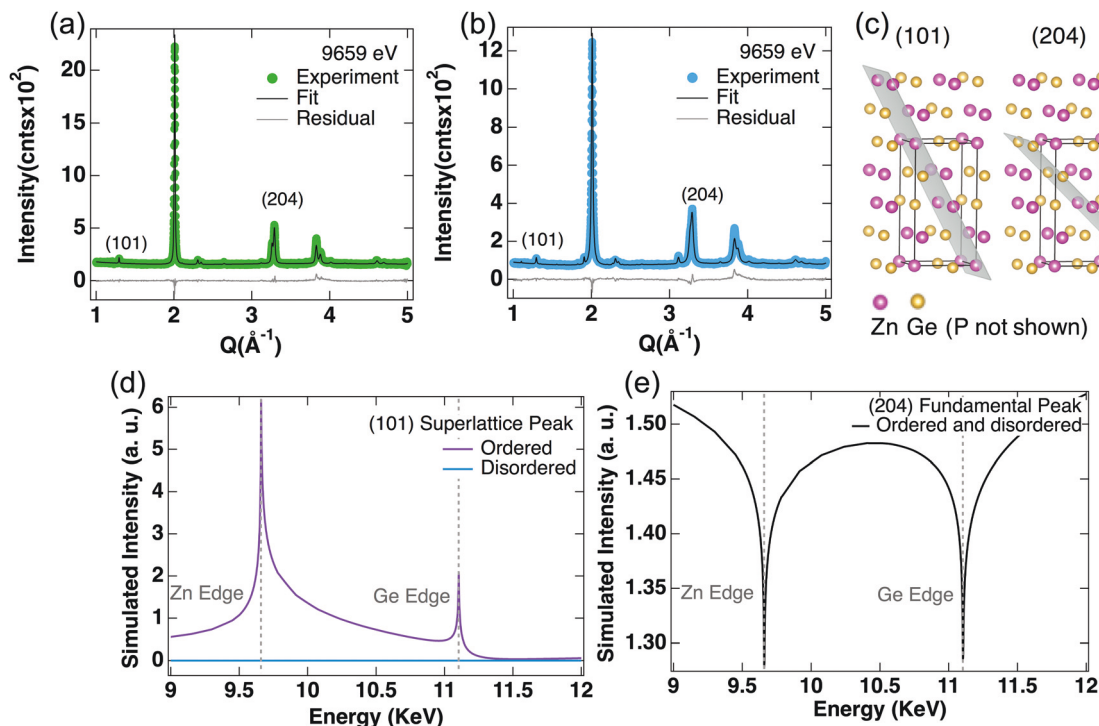 (a)
9659 eV
Experiment
Fit
Residual
(204)
(101)
Intensity(cntsx10²)
20
15
10
5
0
1 2 3 4 5
Q(Å⁻¹)
(b)
9659 eV
Experiment
Fit
Residual
(204)
(101)
Intensity(cntsx10²)
12
10
8
6
4
2
0
1 2 3 4 5
Q(Å⁻¹)
(c)
(101) (204)
Zn Ge (P not shown)
(d)
(101) Superlattice Peak
Ordered
Disordered
Zn Edge
Ge Edge
Simulated Intensity (a. u.)
6
5
4
3
2
1
0
9 9.5 10 10.5 11 11.5 12
Energy (KeV)
(e)
(204) Fundamental Peak
Ordered and disordered
Zn Edge
Ge Edge
Simulated Intensity (a. u.)
1.50
1.45
1.40
1.35
1.30
9 9.5 10 10.5 11 11.5 12
Energy (KeV)